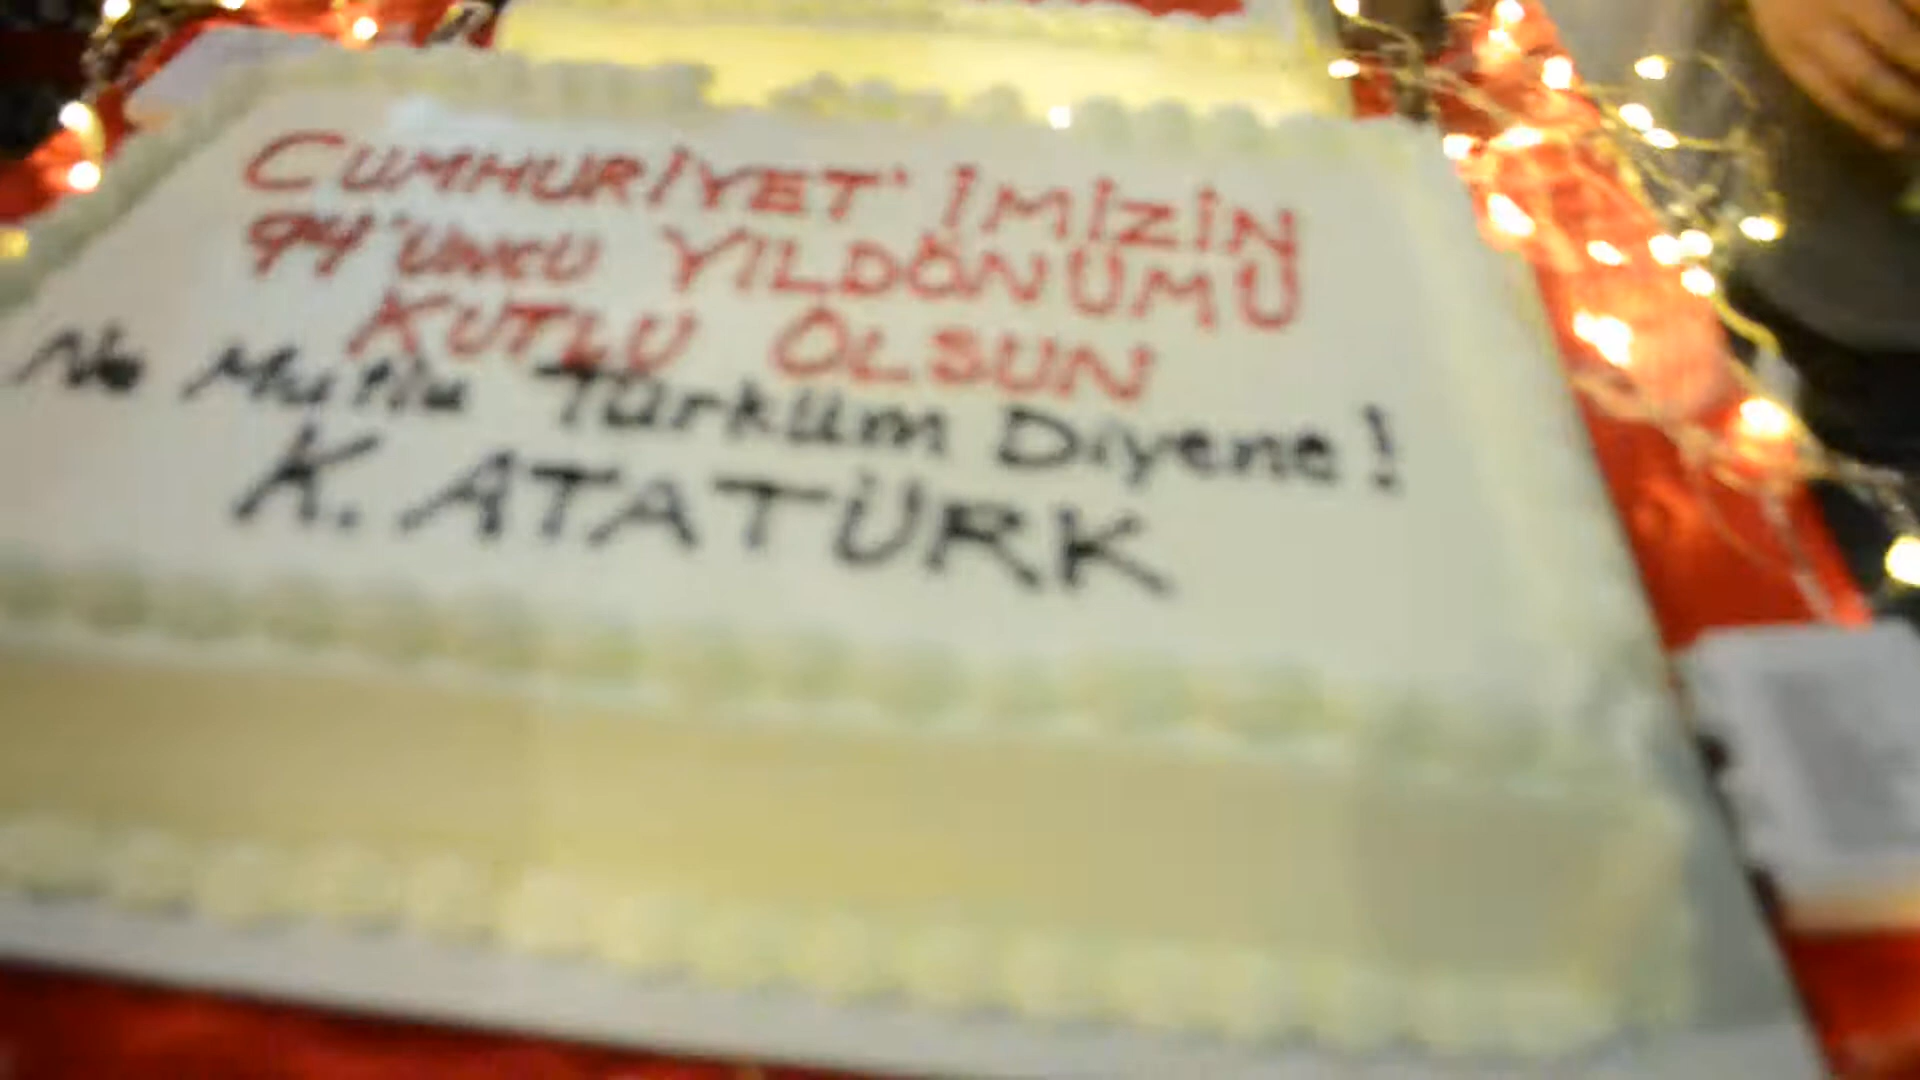 CUMHURİYET' İMİZİN
94'ÜNCÜ YILDÖNÜMÜ
KUTLU OLSUN
Ne Mutlu Türküm Diyene!
K. ATATÜRK